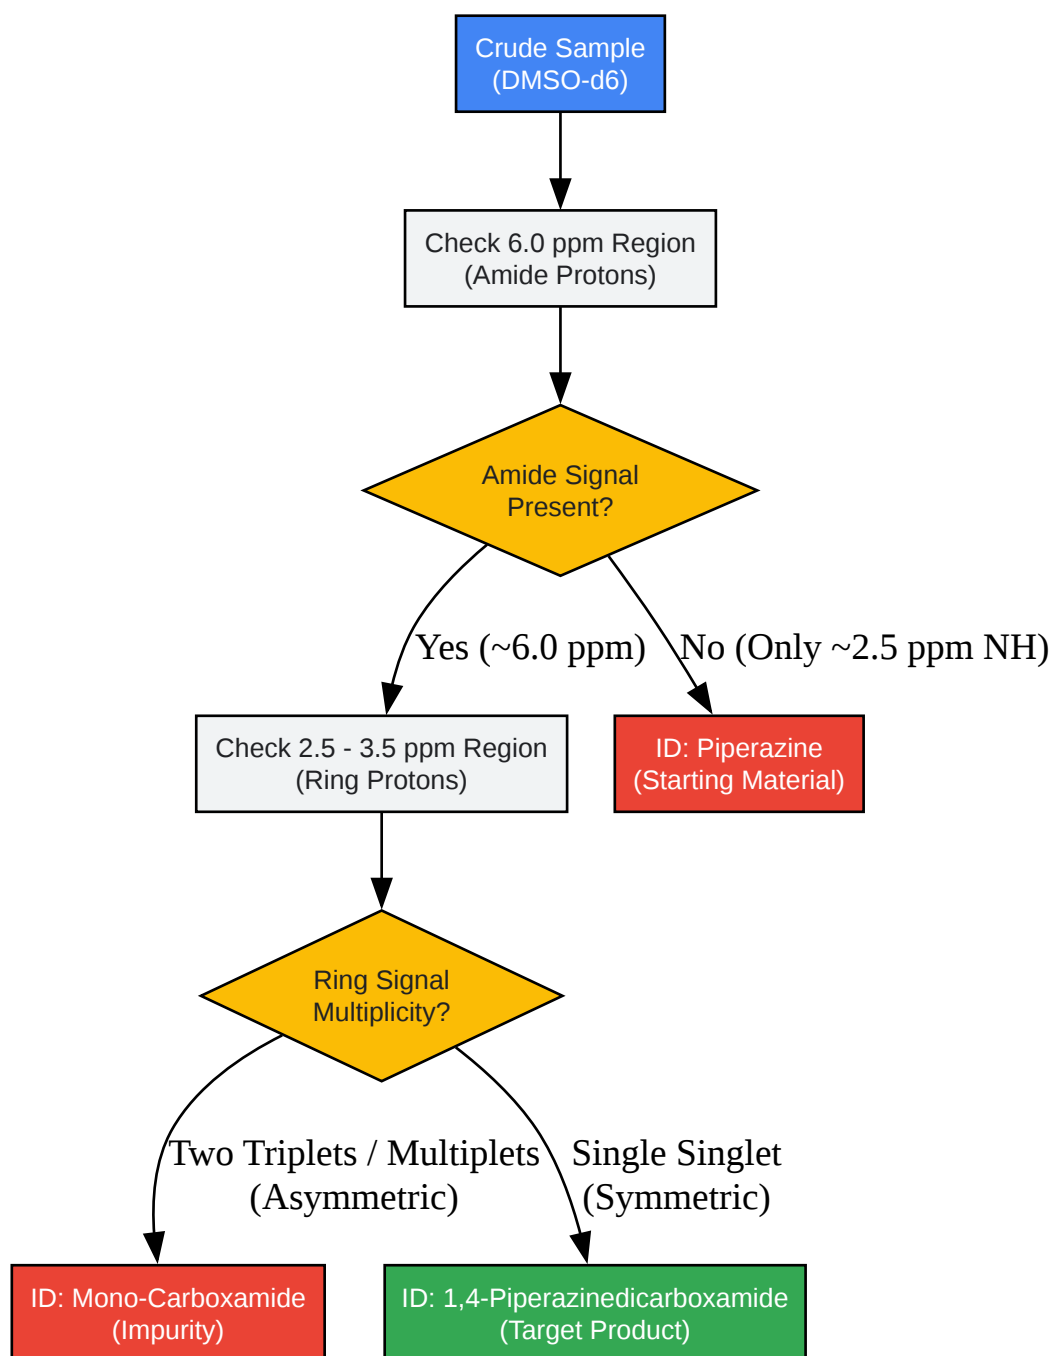 Crude Sample
(DMSO-d6)
Check 6.0 ppm Region
(Amide Protons)
Amide Signal
Present?
Yes (~6.0 ppm)
No (Only ~2.5 ppm NH)
Check 2.5 - 3.5 ppm Region
(Ring Protons)
ID: Piperazine
(Starting Material)
Ring Signal
Multiplicity?
Two Triplets / Multiplets
(Asymmetric)
Single Singlet
(Symmetric)
ID: Mono-Carboxamide
(Impurity)
ID: 1,4-Piperazinedicarboxamide
(Target Product)